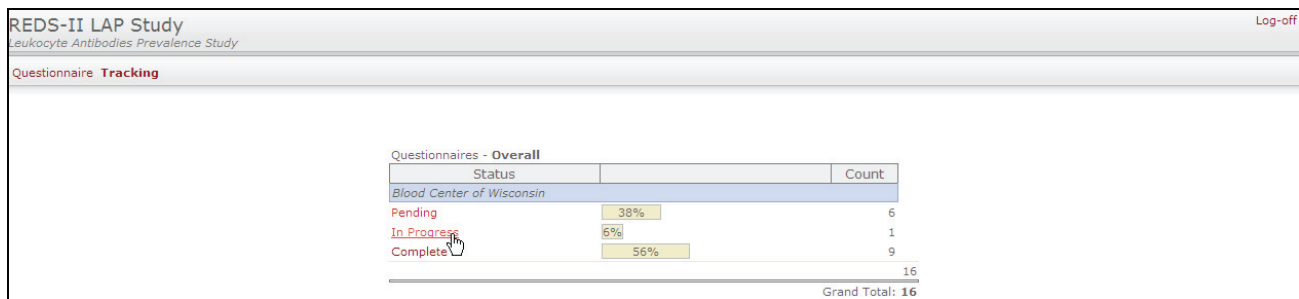 REDS-II LAP Study
Log-off
Leukocyte Antibodies Prevalence Study
Questionnaire Tracking
Questionnaires - Overall
Status Count
Blood Center of Wisconsin
Pending 38% 6
In Progress 6% 1
Complete 56% 9
16
Grand Total: 16